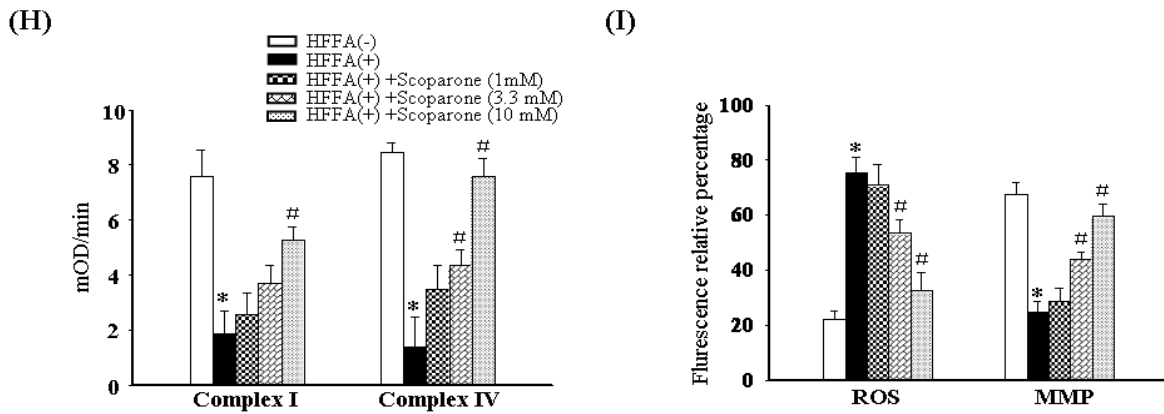 (H)
HFFA(-)
HFFA(+)
HFFA(+) +Scoparone (1mM)
HFFA(+) +Scoparone (3.3 mM)
HFFA(+) +Scoparone (10 mM)
mOD/min
10
8
6
4
2
0
*
#
*
#
#
Complex I
Complex IV
(I)
Flurescence relative percentage
100
80
60
40
20
0
*
#
#
*
#
#
ROS
MMP